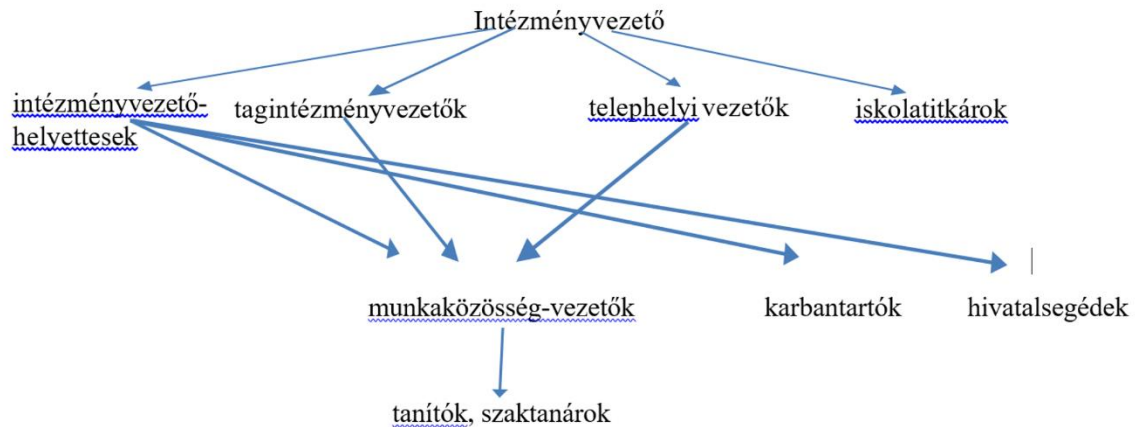 Intézményvezető
intézményvezető-
helyettesek
tagintézményvezetők
telephelyi vezetők
iskolatitkárok
munkaközösség-vezetők
karbantartók
hivatalsegédek
tanítók, szaktanárok